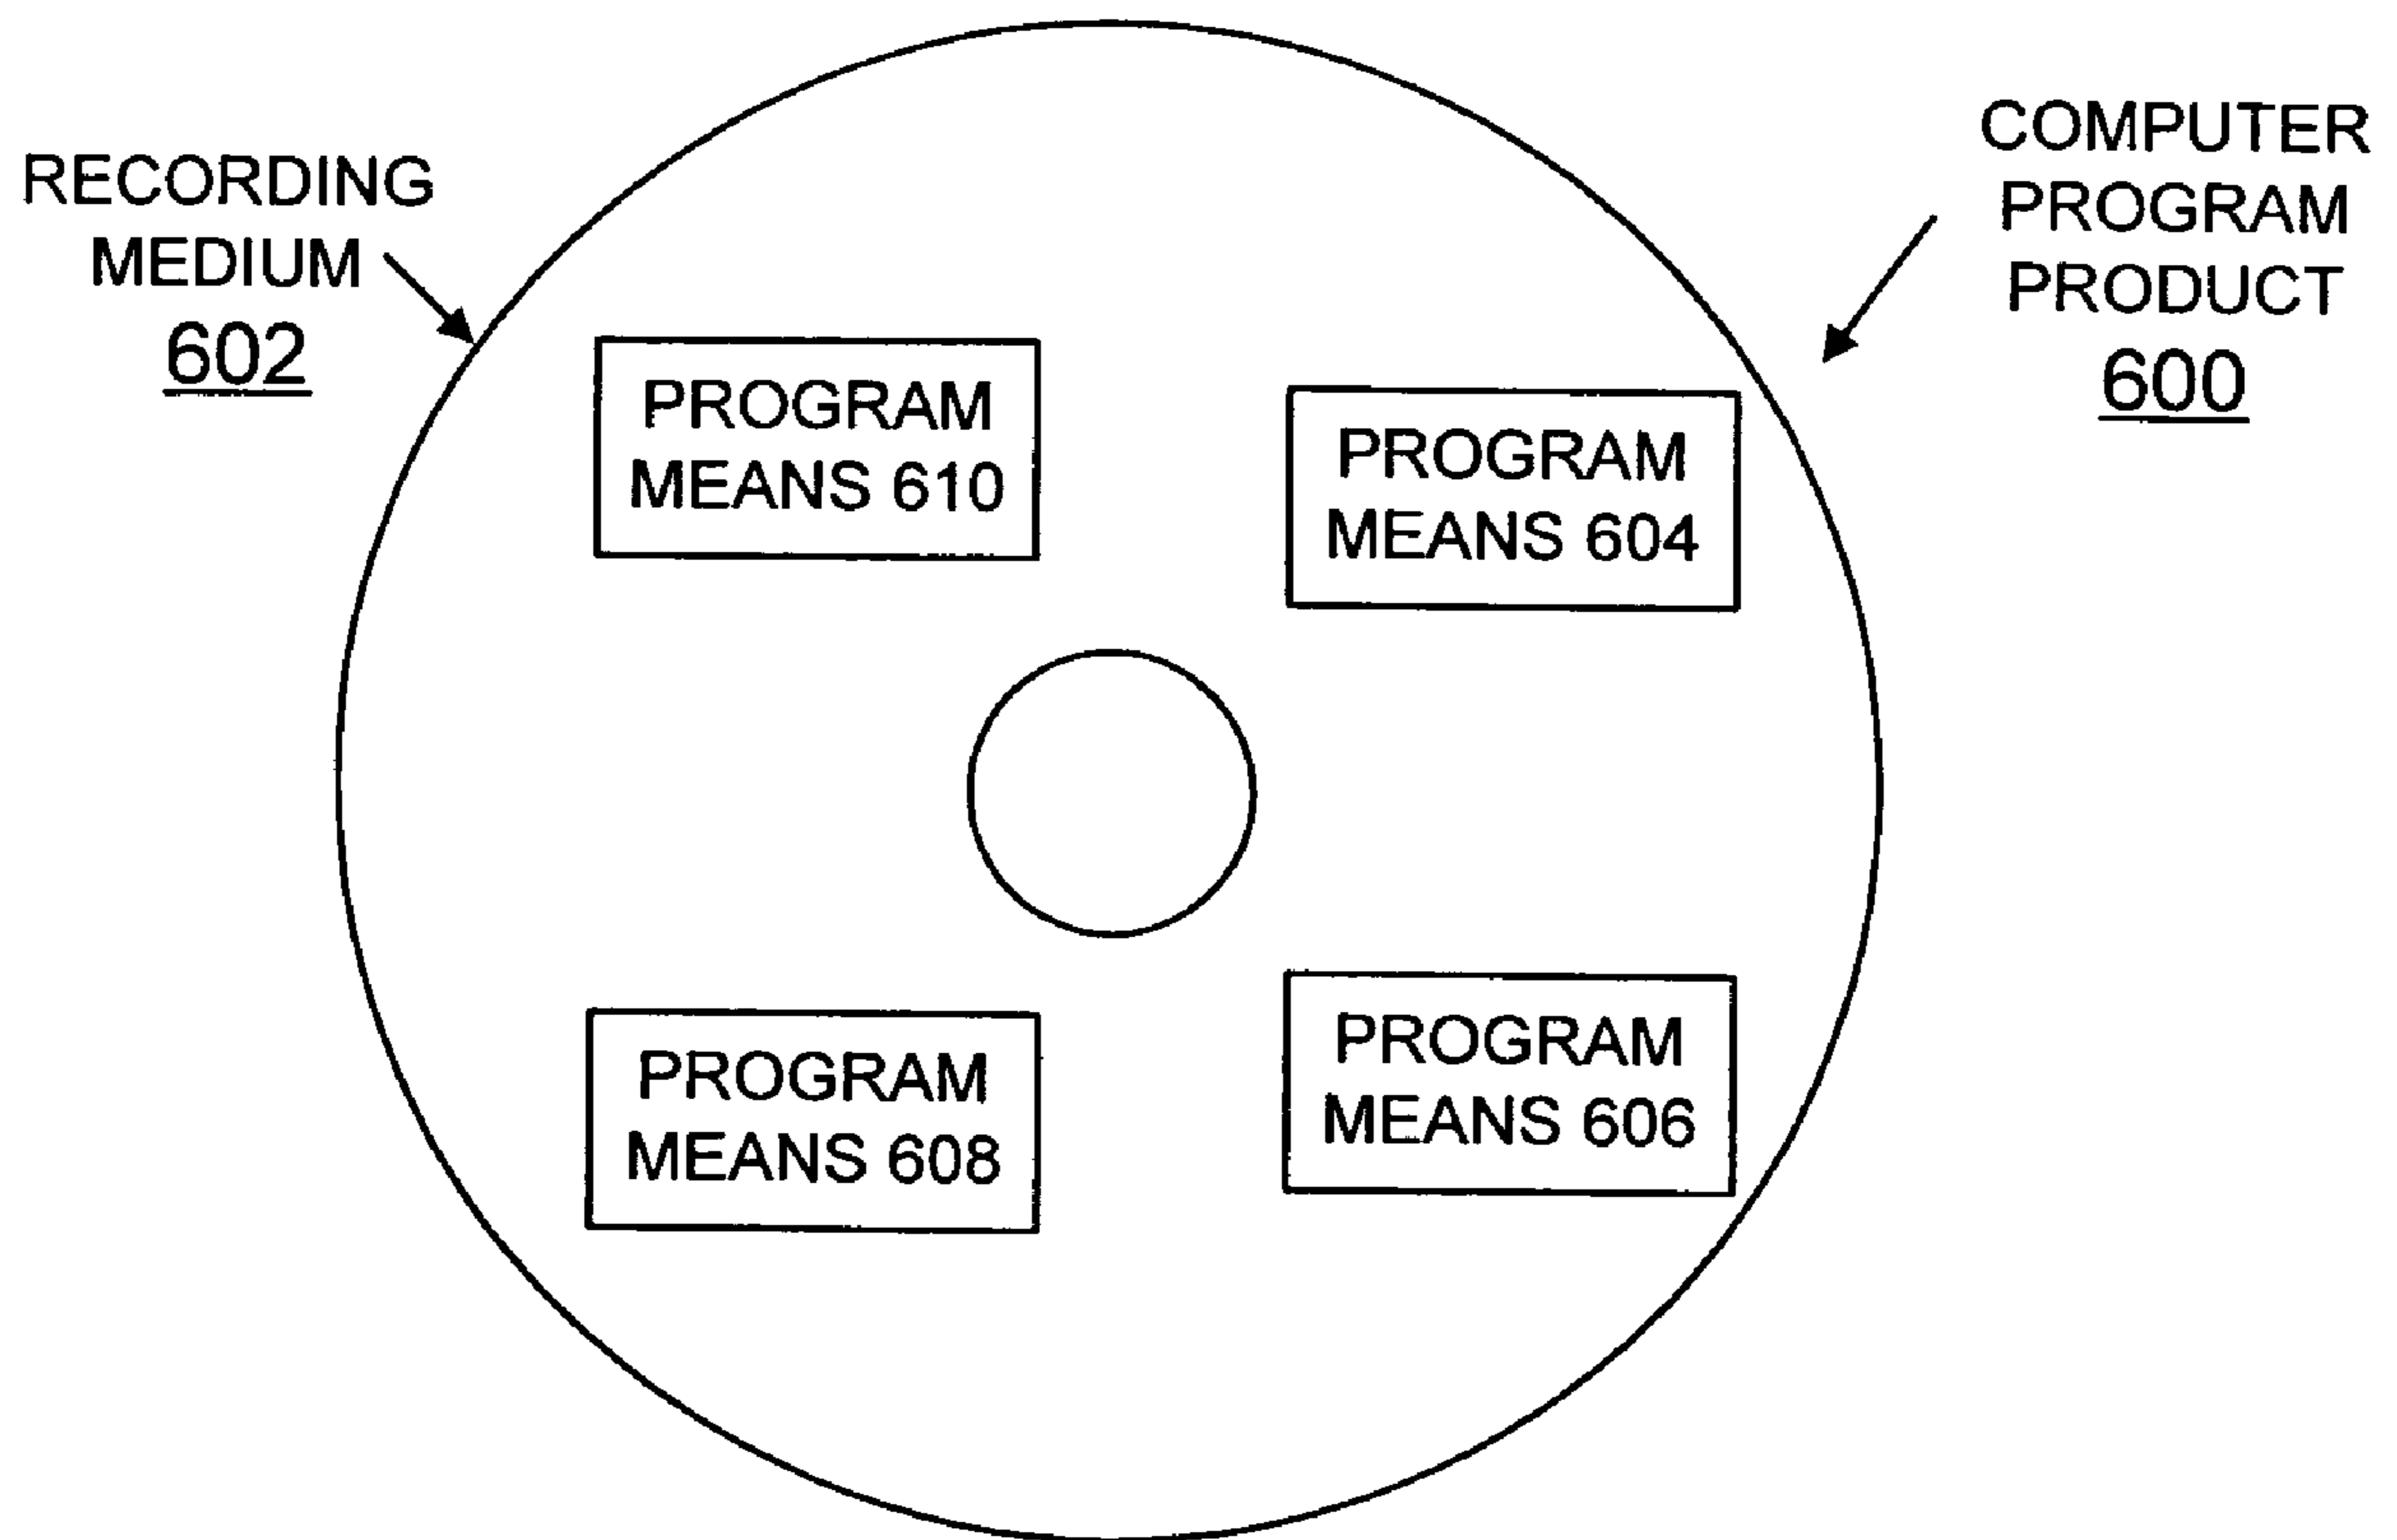 RECORDING
MEDIUM
602
COMPUTER
PROGRAM
PRODUCT
600
PROGRAM
MEANS 610
PROGRAM
MEANS 604
PROGRAM
MEANS 608
PROGRAM
MEANS 606